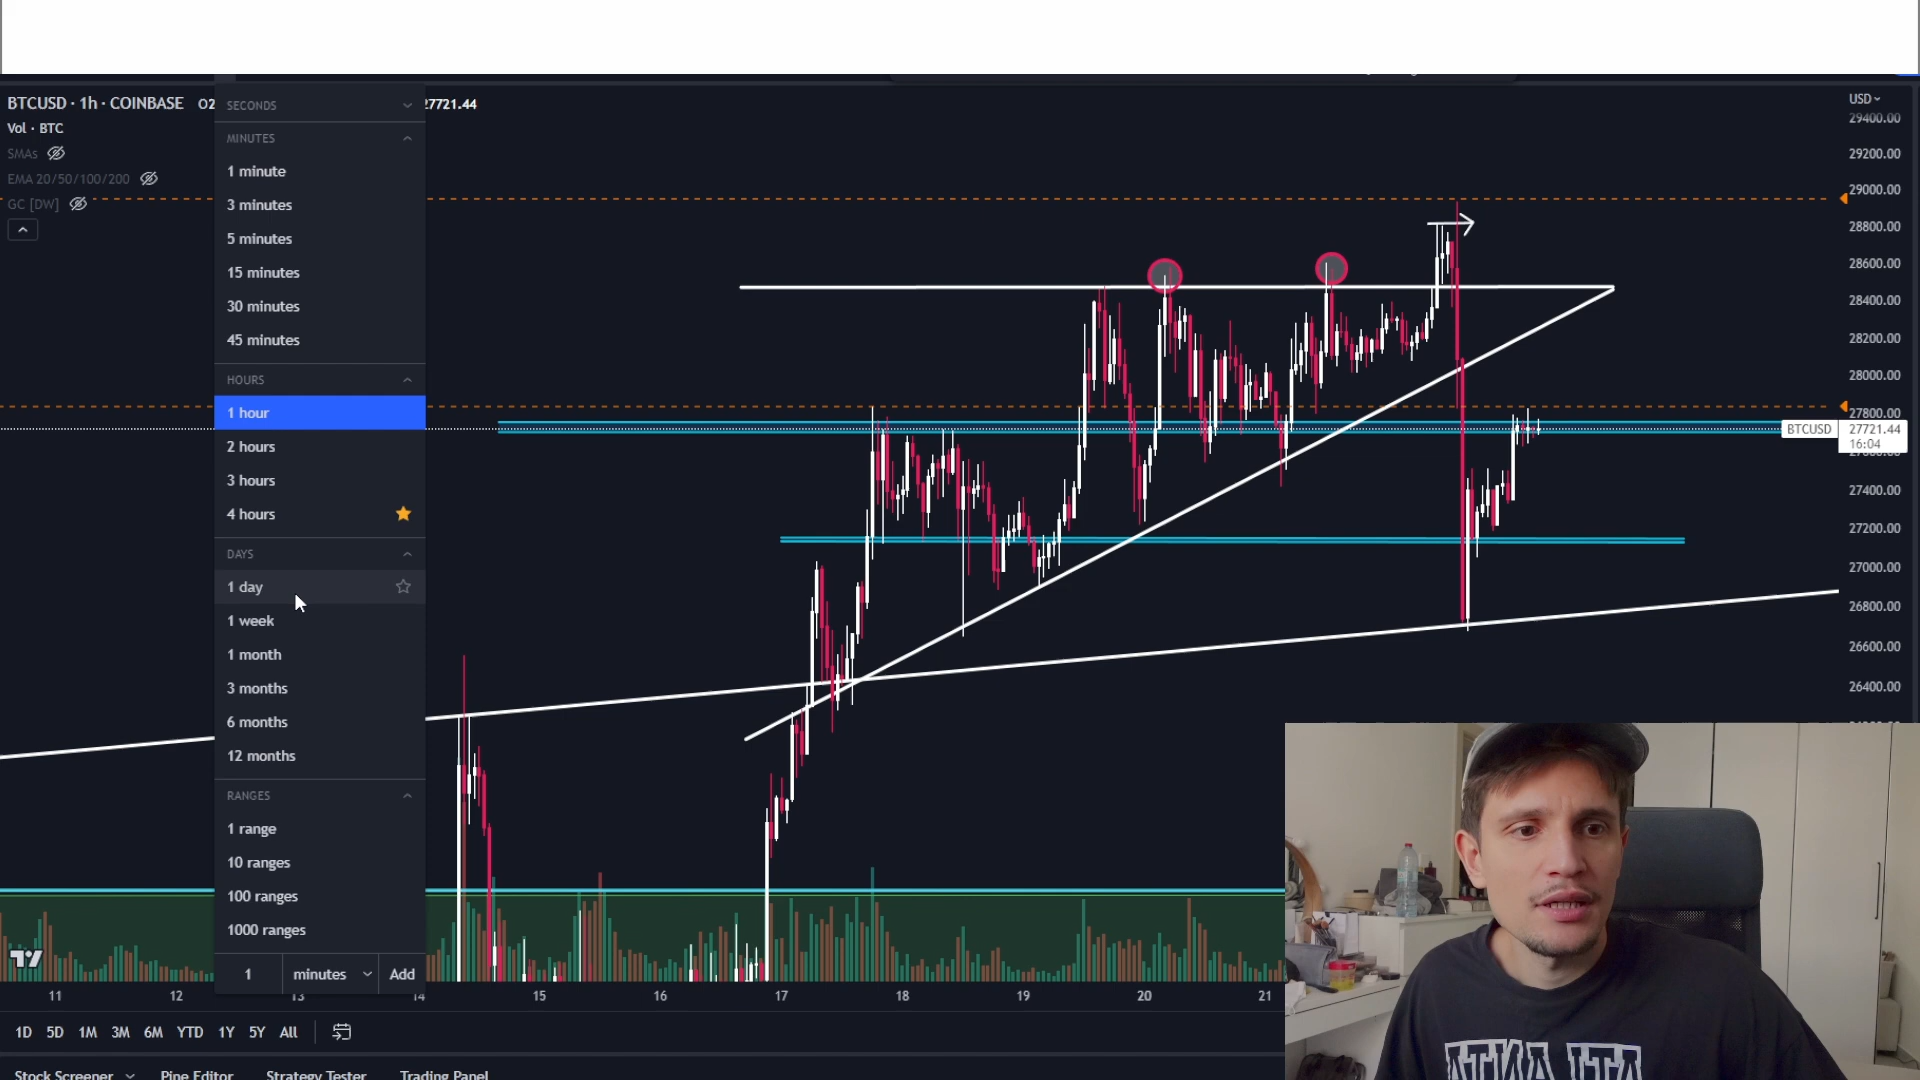 BTCUSD · 1h · COINBASE O2
27721.44
Vol · BTC
SMAs
EMA 20/50/100/200
GC [DW]
SECONDS
MINUTES
1 minute
3 minutes
5 minutes
15 minutes
30 minutes
45 minutes
HOURS
1 hour
2 hours
3 hours
4 hours
DAYS
1 day
1 week
1 month
3 months
6 months
12 months
RANGES
1 range
10 ranges
100 ranges
1000 ranges
1 minutes Add
USD
29400.00
29200.00
29000.00
28800.00
28600.00
28400.00
28200.00
28000.00
27800.00
BTCUSD 27721.44
16:04
27400.00
27200.00
27000.00
26800.00
26600.00
26400.00
11 12 13 14 15 16 17 18 19 20 21
1D 5D 1M 3M 6M YTD 1Y 5Y All
Stock Screener Pine Editor Strategy Tester Trading Panel